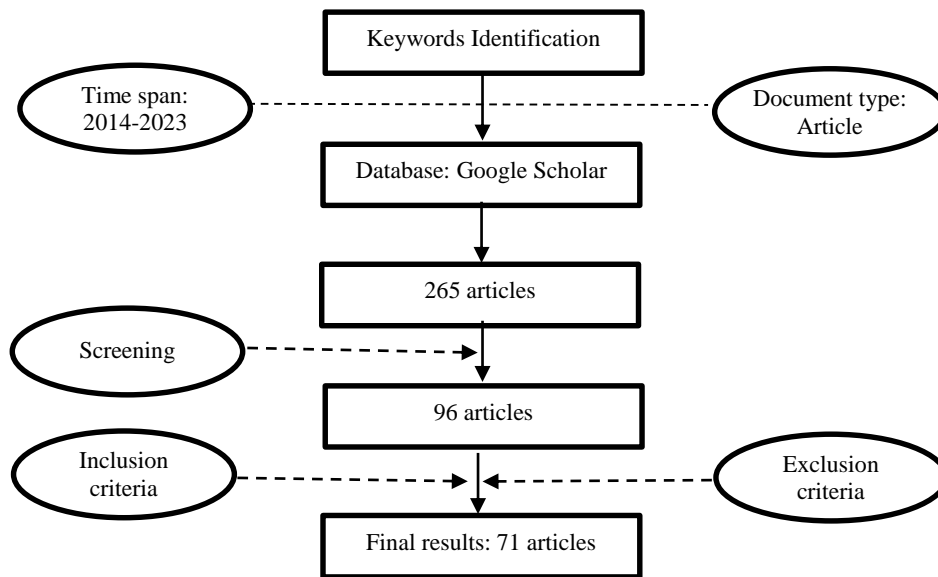 Keywords Identification
Time span:
2014-2023
Document type:
Article
Database: Google Scholar
265 articles
Screening
96 articles
Inclusion
criteria
Exclusion
criteria
Final results: 71 articles